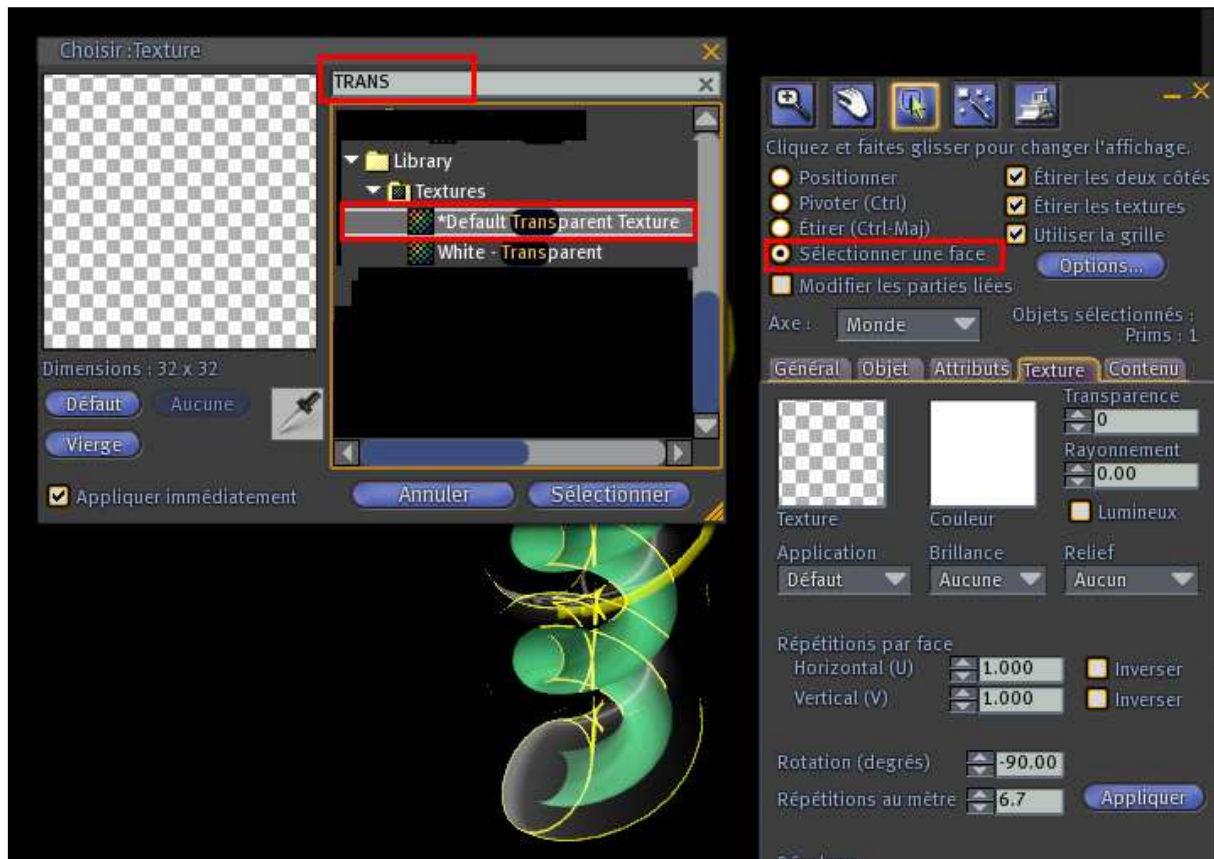 Choisir :Texture
TRANS
Library
Textures
*Default Transparent Texture
White - Transparent
Dimensions : 32 x 32
Défaut
Aucune
Vierge
Appliquer immédiatement
Annuler
Sélectionner
Cliquez et faites glisser pour changer l'affichage.
Positionner
Étirer les deux côtés
Pivoter (Ctrl)
Étirer les textures
Étirer (Ctrl-Maj)
Utiliser la grille
Sélectionner une face
Options...
Modifier les parties liées
Axe :
Monde
Objets sélectionnés :
Prims : 1
Général
Objet
Attributs
Texture
Contenu
Transparence
0
Rayonnement
0.00
Lumineux
Texture
Couleur
Application
Brillance
Relief
Défaut
Aucune
Aucun
Répétitions par face
Horizontal (U)
1.000
Inverser
Vertical (V)
1.000
Inverser
Rotation (degrés)
-90.00
Répétitions au mètre
6.7
Appliquer